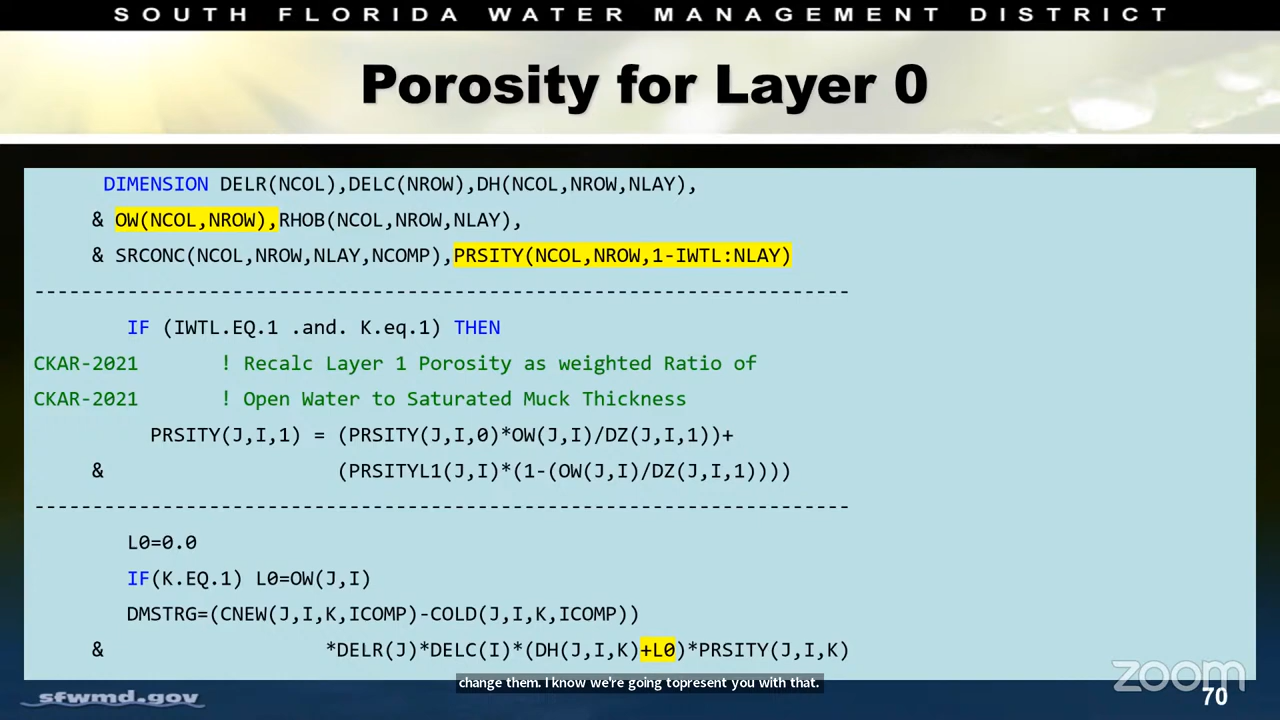 SOUTH FLORIDA WATER MANAGEMENT DISTRICT
Porosity for Layer 0
DIMENSION DELR(NCOL),DELC(NROW),DH(NCOL,NROW,NLAY),
& OW(NCOL,NROW),RHOB(NCOL,NROW,NLAY),
& SRCONC(NCOL,NROW,NLAY,NCOMP),PRSITY(NCOL,NROW,1-IWTL:NLAY)
---------------------------------------------------------------------
IF (IWTL.EQ.1 .and. K.eq.1) THEN
CKAR-2021 ! Recalc Layer 1 Porosity as weighted Ratio of
CKAR-2021 ! Open Water to Saturated Muck Thickness
PRSITY(J,I,1) = (PRSITY(J,I,0)*OW(J,I)/DZ(J,I,1))+
& (PRSITYL1(J,I)*(1-(OW(J,I)/DZ(J,I,1))))
---------------------------------------------------------------------
L0=0.0
IF(K.EQ.1) L0=OW(J,I)
DMSTRG=(CNEW(J,I,K,ICOMP)-COLD(J,I,K,ICOMP))
& *DELR(J)*DELC(I)*(DH(J,I,K)+L0)*PRSITY(J,I,K)
change them. I know we're going topresent you with that.
sfwmd.gov
zoom
70